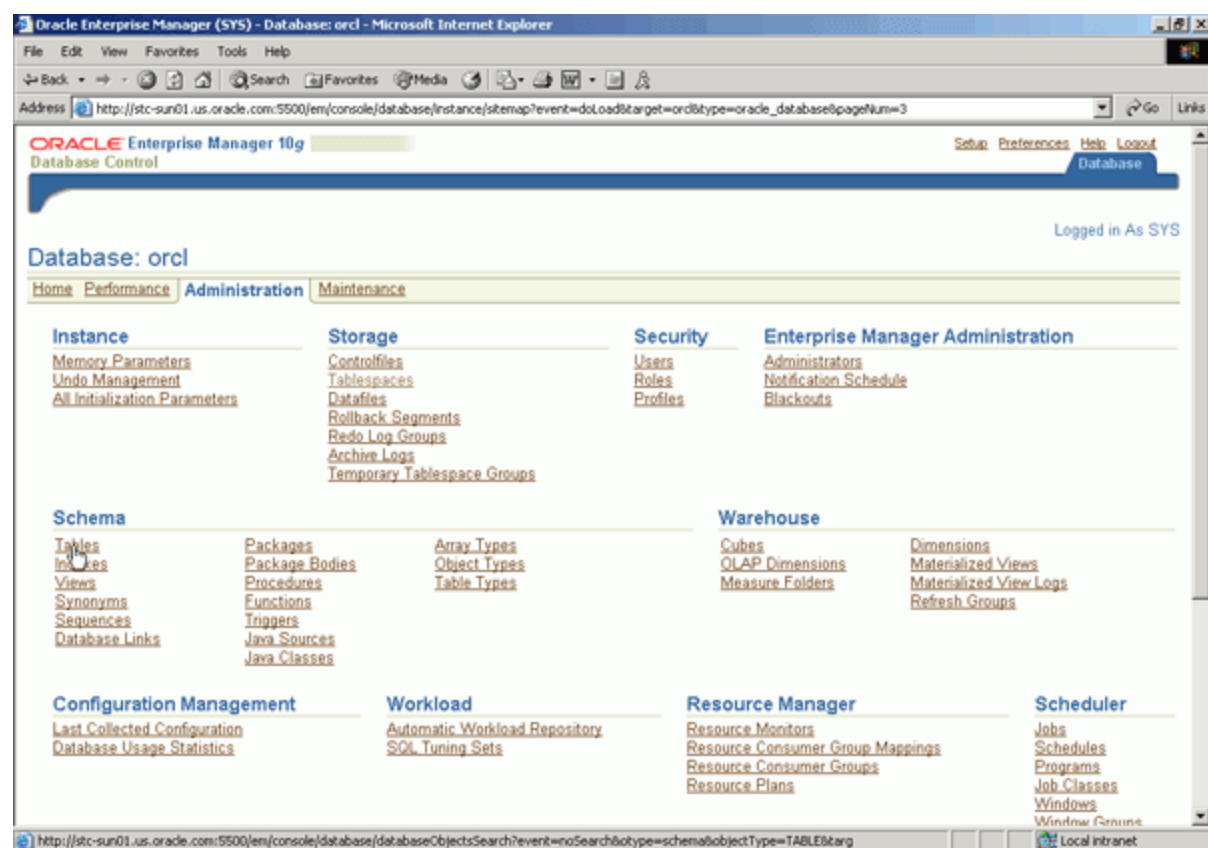 Oracle Enterprise Manager (SYS) - Database: orcl - Microsoft Internet Explorer
File Edit View Favorites Tools Help
Back Search Favorites Media
Address http://stc-sun01.us.oracle.com:5500/em/console/database/instance/sitemap?event=doLoad&target=orcl&type=oracle_database&pageNum=3 Go Links
ORACLE Enterprise Manager 10g
Database Control
Setup Preferences Help Logout
Database
Logged in As SYS
Database: orcl
Home Performance Administration Maintenance
Instance
Memory Parameters
Undo Management
All Initialization Parameters
Storage
Controlfiles
Tablespaces
Datafiles
Rollback Segments
Redo Log Groups
Archive Logs
Temporary Tablespace Groups
Security
Users
Roles
Profiles
Enterprise Manager Administration
Administrators
Notification Schedule
Blackouts
Schema
Tables
Indexes
Views
Synonyms
Sequences
Database Links
Packages
Package Bodies
Procedures
Functions
Triggers
Java Sources
Java Classes
Array Types
Object Types
Table Types
Warehouse
Cubes
OLAP Dimensions
Measure Folders
Dimensions
Materialized Views
Materialized View Logs
Refresh Groups
Configuration Management
Last Collected Configuration
Database Usage Statistics
Workload
Automatic Workload Repository
SQL Tuning Sets
Resource Manager
Resource Monitors
Resource Consumer Group Mappings
Resource Consumer Groups
Resource Plans
Scheduler
Jobs
Schedules
Programs
Job Classes
Windows
Window Groups
http://stc-sun01.us.oracle.com:5500/em/console/database/databaseObjectsSearch?event=noSearch&otype=schema&objectType=TABLE&targ
Local intranet